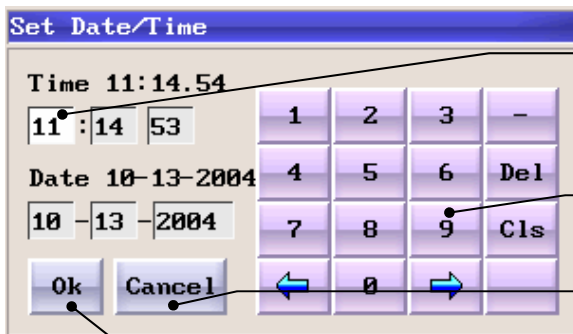 Set Date/Time
Time 11:14.54
11 : 14 53
Date 10-13-2004
10 - 13 - 2004
Ok Cancel
1 2 3 -
4 5 6 Del
7 8 9 Cls
0